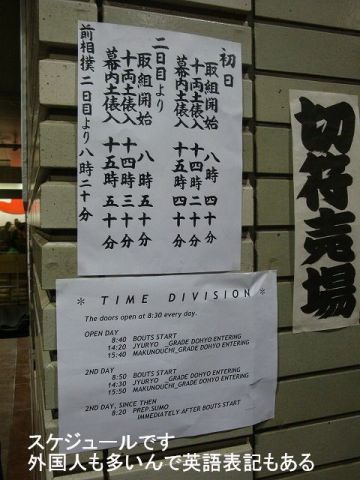 初日
取組開始 八時四十分
十両土俵入 十四時二十分
幕内土俵入 十五時四十分
二日目より
取組開始 八時五十分
十両土俵入 十四時三十分
幕内土俵入 十五時五十分
前相撲 二日目より八時二十分
切符売場
* TIME DIVISION *
The doors open at 8:30 every day.
OPEN DAY
8:40 BOUTS START
14:20 JYURYO _GRADE DOHYO ENTERING
15:40 MAKUNOUCHI_GRADE DOHYO ENTERING
2ND DAY
8:50 BOUTS START
14:30 JYURYO _GRADE DOHYO ENTERING
15:50 MAKUNOUCHI_GRADE DOHYO ENTERING
2ND DAY, SINCE THEN
8:20 PREP.SUMO
IMMEDIATELY AFTER BOUTS START
スケジュールです
外国人も多いんで英語表記もある